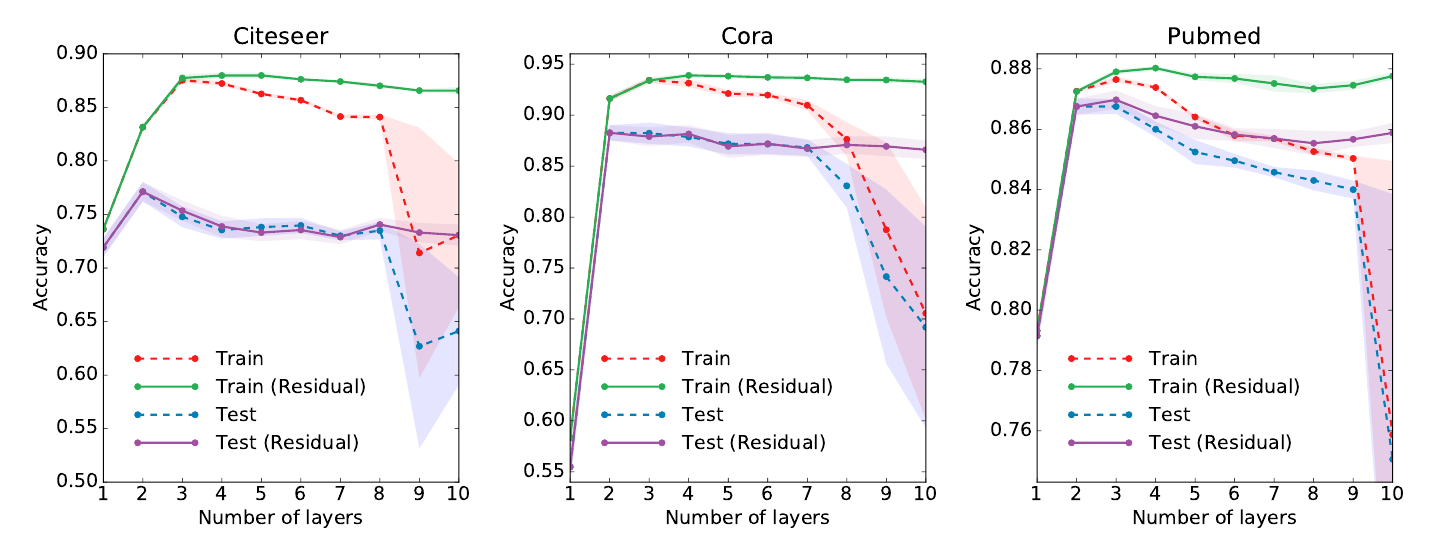 Citeseer
0.90
0.85
0.80
0.75
0.70
0.65
0.60
0.55
0.50
Accuracy
Train
Train (Residual)
Test
Test (Residual)
1 2 3 4 5 6 7 8 9 10
Number of layers
Cora
0.95
0.90
0.85
0.80
0.75
0.70
0.65
0.60
0.55
Accuracy
Train
Train (Residual)
Test
Test (Residual)
1 2 3 4 5 6 7 8 9 10
Number of layers
Pubmed
0.88
0.86
0.84
0.82
0.80
0.78
0.76
Accuracy
Train
Train (Residual)
Test
Test (Residual)
1 2 3 4 5 6 7 8 9 10
Number of layers